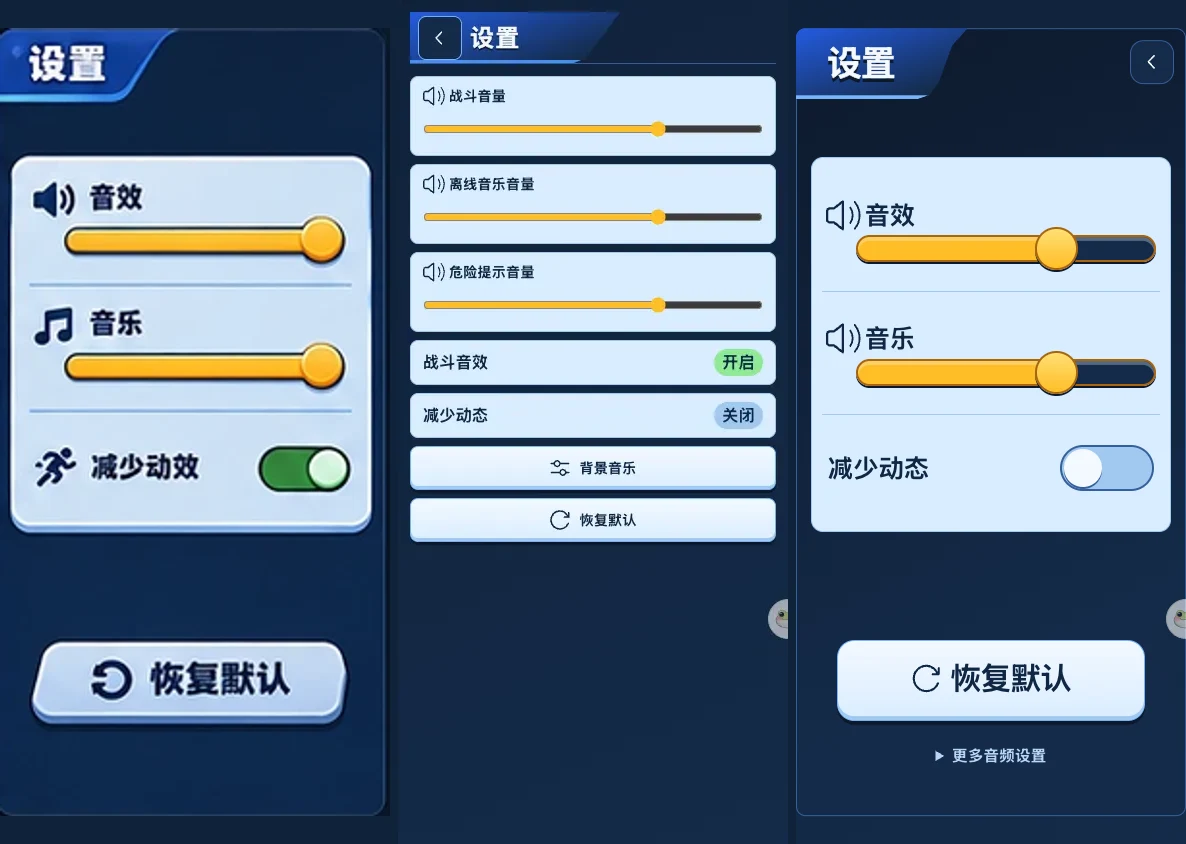 设置
音效
音乐
减少动效
恢复默认
设置
战斗音量
离线音乐音量
危险提示音量
战斗音效
开启
减少动态
关闭
背景音乐
恢复默认
设置
音效
音乐
减少动态
恢复默认
更多音频设置